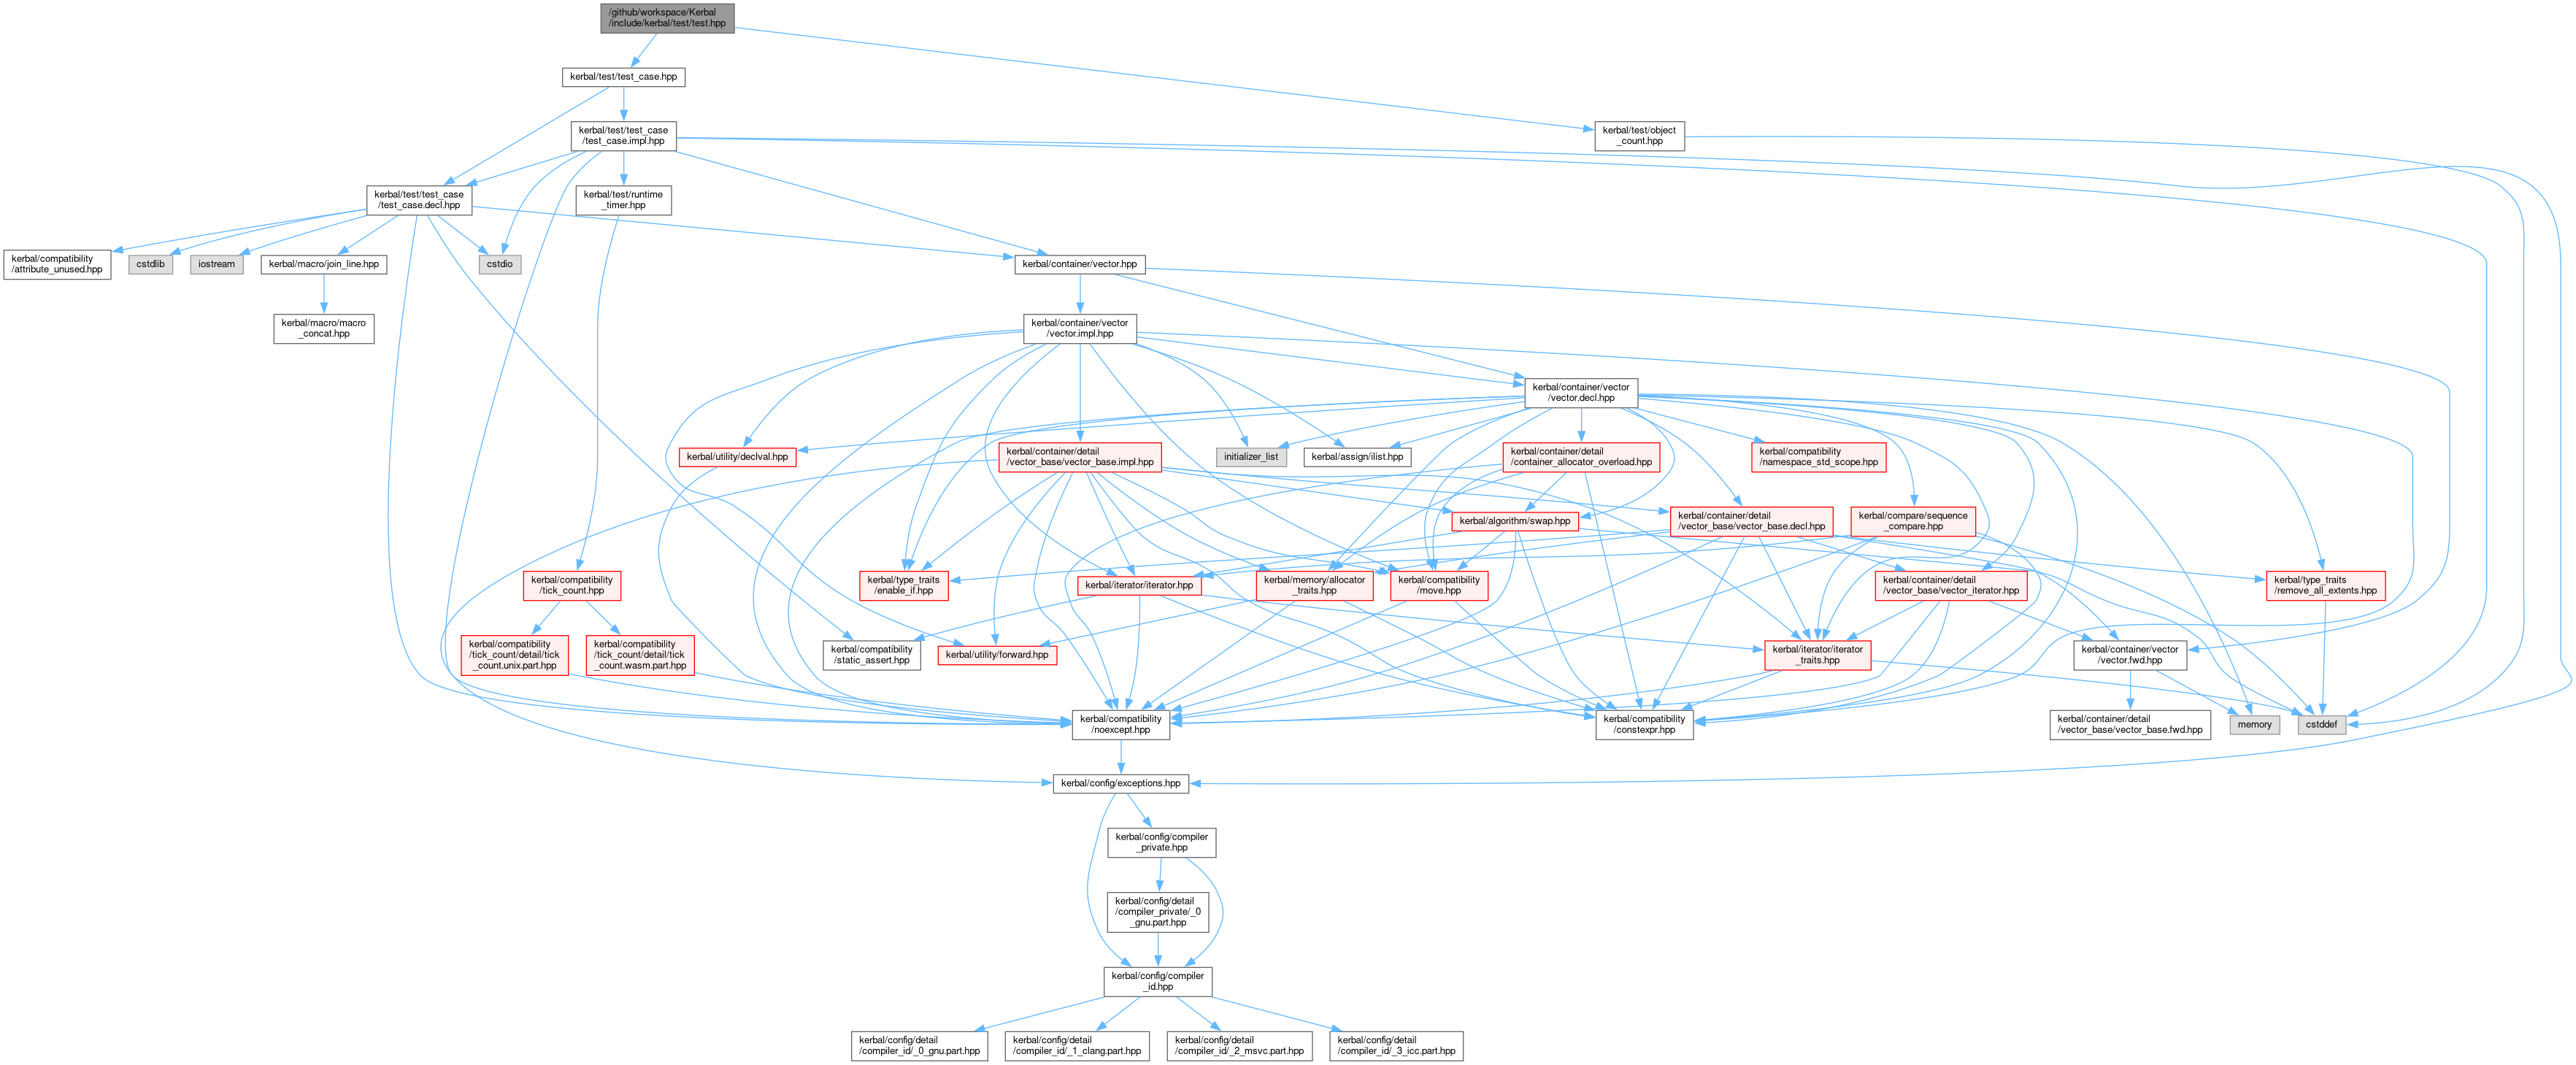 /github/workspace/Kerbal
/include/kerbal/test/test.hpp
kerbal/test/test_case.hpp
kerbal/test/test_case
/test_case.impl.hpp
kerbal/test/object
_count.hpp
kerbal/test/test_case
/test_case.decl.hpp
kerbal/test/runtime
_timer.hpp
kerbal/compatibility
/attribute_unused.hpp
cstdlib
iostream
kerbal/macro/join_line.hpp
cstdio
kerbal/container/vector.hpp
kerbal/macro/macro
_concat.hpp
kerbal/container/vector
/vector.impl.hpp
kerbal/container/vector
/vector.decl.hpp
kerbal/utility/declval.hpp
kerbal/container/detail
/vector_base/vector_base.impl.hpp
initializer_list
kerbal/assign/ilist.hpp
kerbal/container/detail
/container_allocator_overload.hpp
kerbal/compatibility
/namespace_std_scope.hpp
kerbal/algorithm/swap.hpp
kerbal/container/detail
/vector_base/vector_base.decl.hpp
kerbal/compare/sequence
_compare.hpp
kerbal/compatibility
/tick_count.hpp
kerbal/type_traits
/enable_if.hpp
kerbal/iterator/iterator.hpp
kerbal/memory/allocator
_traits.hpp
kerbal/compatibility
/move.hpp
kerbal/container/detail
/vector_base/vector_iterator.hpp
kerbal/type_traits
/remove_all_extents.hpp
kerbal/compatibility
/tick_count/detail/tick
_count.unix.part.hpp
kerbal/compatibility
/tick_count/detail/tick
_count.wasm.part.hpp
kerbal/compatibility
/static_assert.hpp
kerbal/utility/forward.hpp
kerbal/iterator/iterator
_traits.hpp
kerbal/container/vector
/vector.fwd.hpp
kerbal/compatibility
/noexcept.hpp
kerbal/compatibility
/constexpr.hpp
kerbal/container/detail
/vector_base/vector_base.fwd.hpp
memory
cstddef
kerbal/config/exceptions.hpp
kerbal/config/compiler
_private.hpp
kerbal/config/detail
/compiler_private/_0
_gnu.part.hpp
kerbal/config/compiler
_id.hpp
kerbal/config/detail
/compiler_id/_0_gnu.part.hpp
kerbal/config/detail
/compiler_id/_1_clang.part.hpp
kerbal/config/detail
/compiler_id/_2_msvc.part.hpp
kerbal/config/detail
/compiler_id/_3_icc.part.hpp